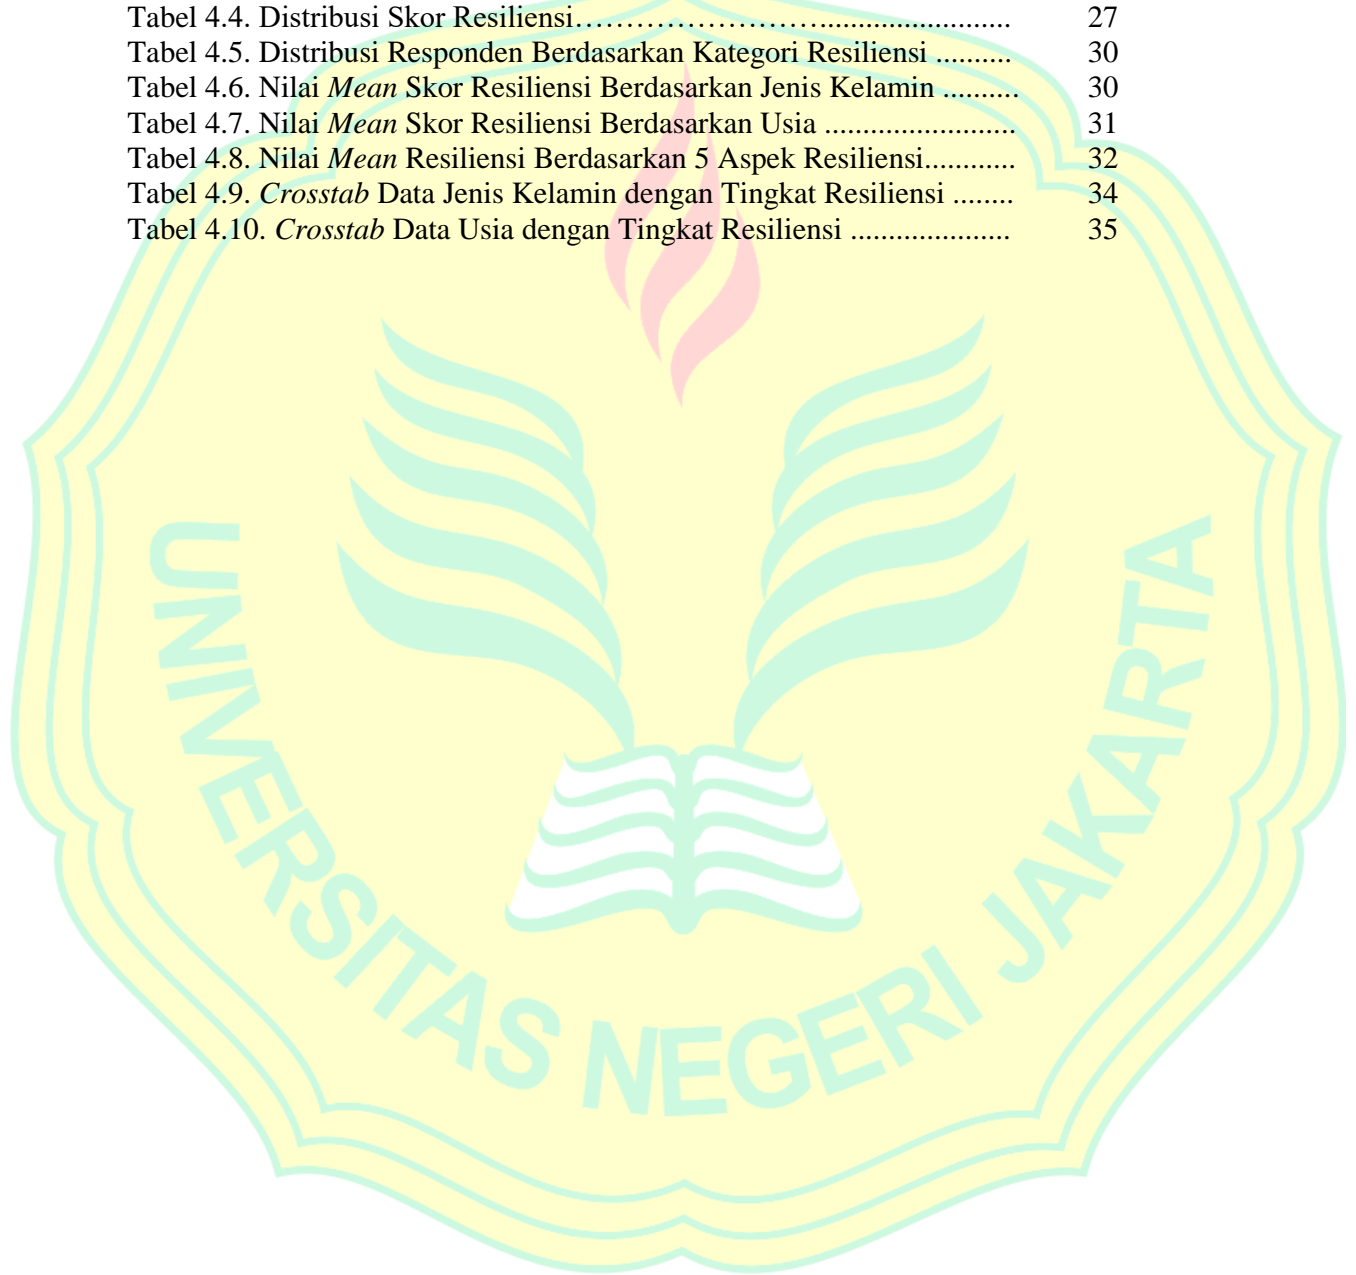 Tabel 4.4. Distribusi Skor Resiliensi……………………......................... 27
Tabel 4.5. Distribusi Responden Berdasarkan Kategori Resiliensi .......... 30
Tabel 4.6. Nilai Mean Skor Resiliensi Berdasarkan Jenis Kelamin .......... 30
Tabel 4.7. Nilai Mean Skor Resiliensi Berdasarkan Usia ......................... 31
Tabel 4.8. Nilai Mean Resiliensi Berdasarkan 5 Aspek Resiliensi............ 32
Tabel 4.9. Crosstab Data Jenis Kelamin dengan Tingkat Resiliensi ........ 34
Tabel 4.10. Crosstab Data Usia dengan Tingkat Resiliensi ..................... 35
UNIVERSITAS NEGERI JAKARTA